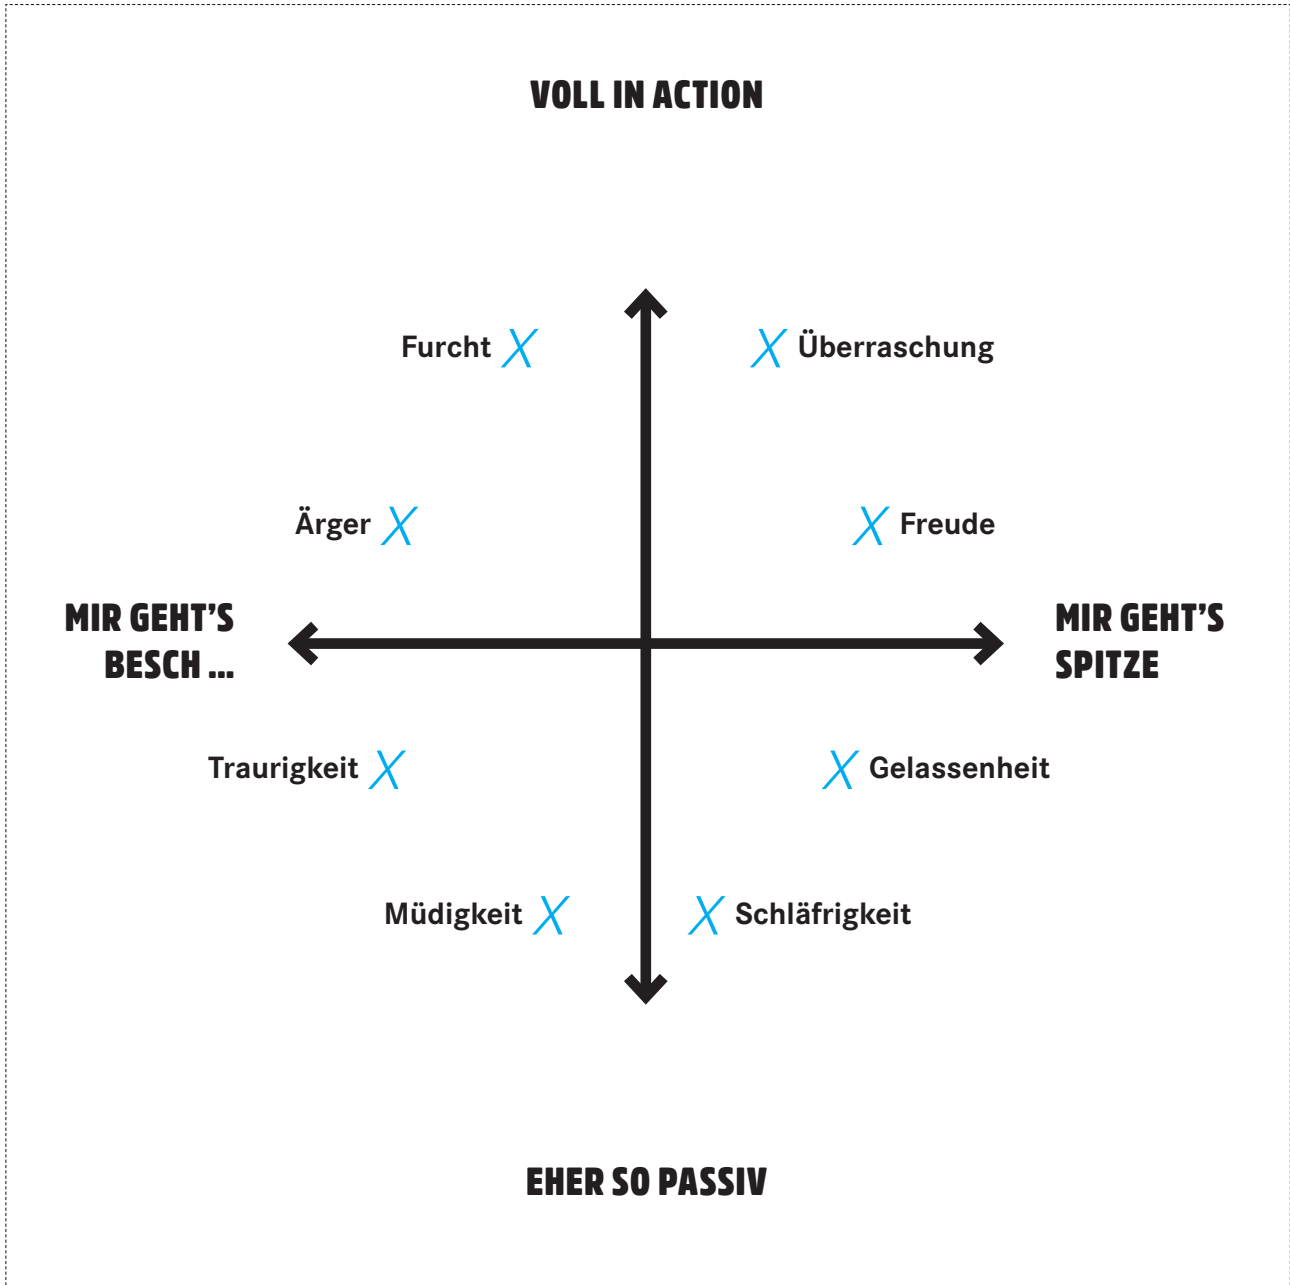 VOLL IN ACTION
Furcht X
X Überraschung
Ärger X
X Freude
MIR GEHT’S
BESCH ...
MIR GEHT’S
SPITZE
Traurigkeit X
X Gelassenheit
Müdigkeit X
X Schläfrigkeit
EHER SO PASSIV